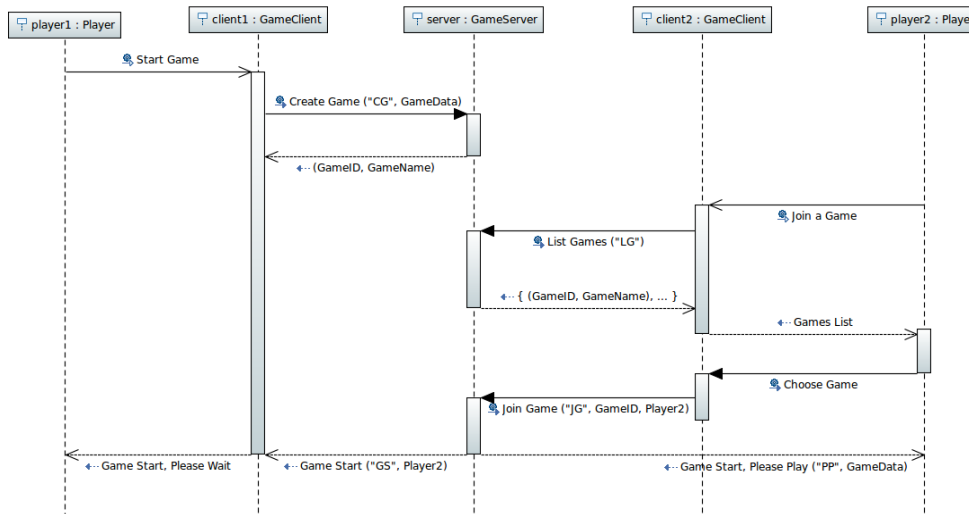 player1 : Player
client1 : GameClient
server : GameServer
client2 : GameClient
player2 : Playe
Start Game
Create Game ("CG", GameData)
(GameID, GameName)
Join a Game
List Games ("LG")
{ (GameID, GameName), ... }
Games List
Choose Game
Join Game ("JG", GameID, Player2)
Game Start, Please Wait
Game Start ("GS", Player2)
Game Start, Please Play ("PP", GameData)